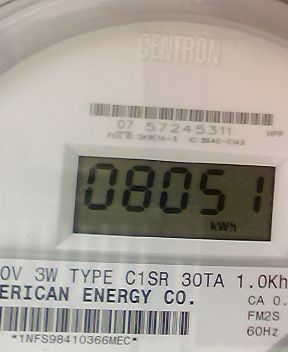 CENTRON®
07 57245311
HPP
08051
kWh
0V 3W TYPE C1SR 30TA 1.0Kh
ERICAN ENERGY CO.
CA 0.
FM2S
60Hz
*1NFS98410366MEC*